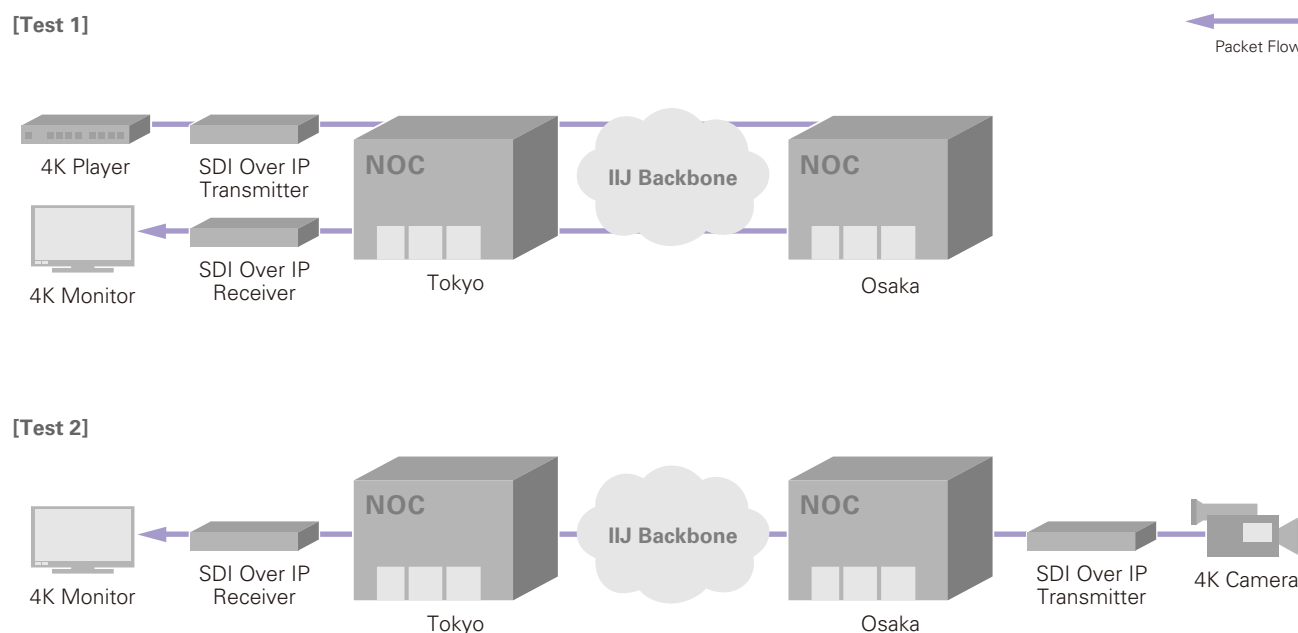 [Test 1]
Packet Flow
4K Player
SDI Over IP
Transmitter
NOC
IIJ Backbone
NOC
4K Monitor
SDI Over IP
Receiver
Tokyo
Osaka
[Test 2]
4K Monitor
SDI Over IP
Receiver
NOC
Tokyo
IIJ Backbone
NOC
Osaka
SDI Over IP
Transmitter
4K Camera